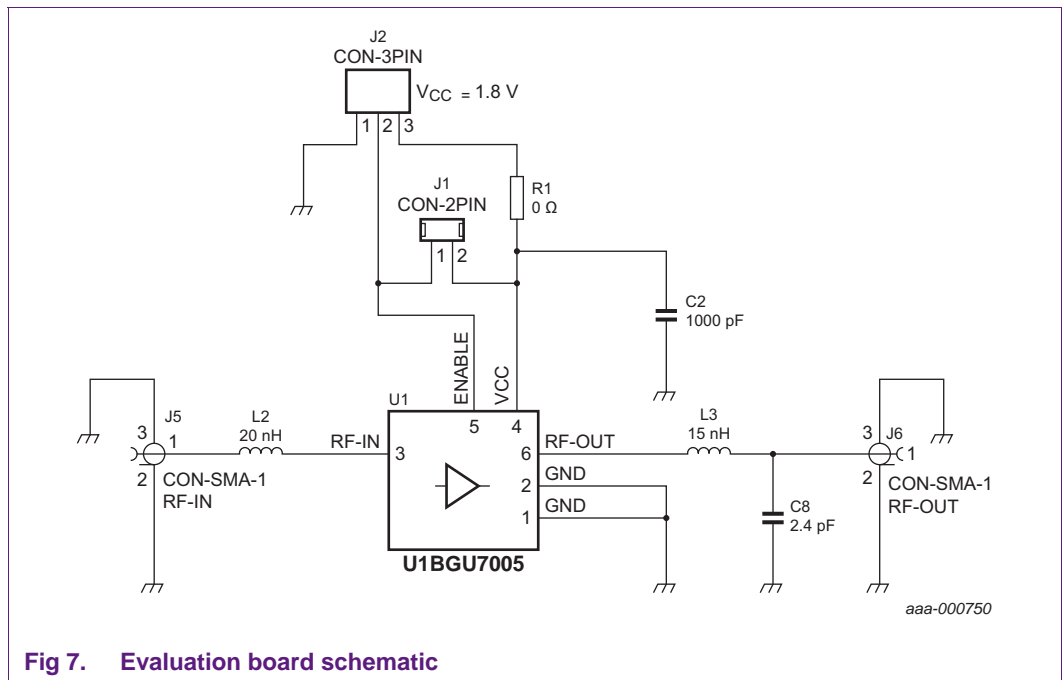 J2
CON-3PIN
VCC = 1.8 V
1 2 3
J1
CON-2PIN
1 2
R1
0 Ω
C2
1000 pF
ENABLE
VCC
U1
5 4
J5
3
1
2
CON-SMA-1
RF-IN
L2
20 nH
RF-IN
3
6
RF-OUT
2
GND
1
GND
U1BGU7005
L3
15 nH
C8
2.4 pF
3
J6
1
2
CON-SMA-1
RF-OUT
aaa-000750
Fig 7. Evaluation board schematic